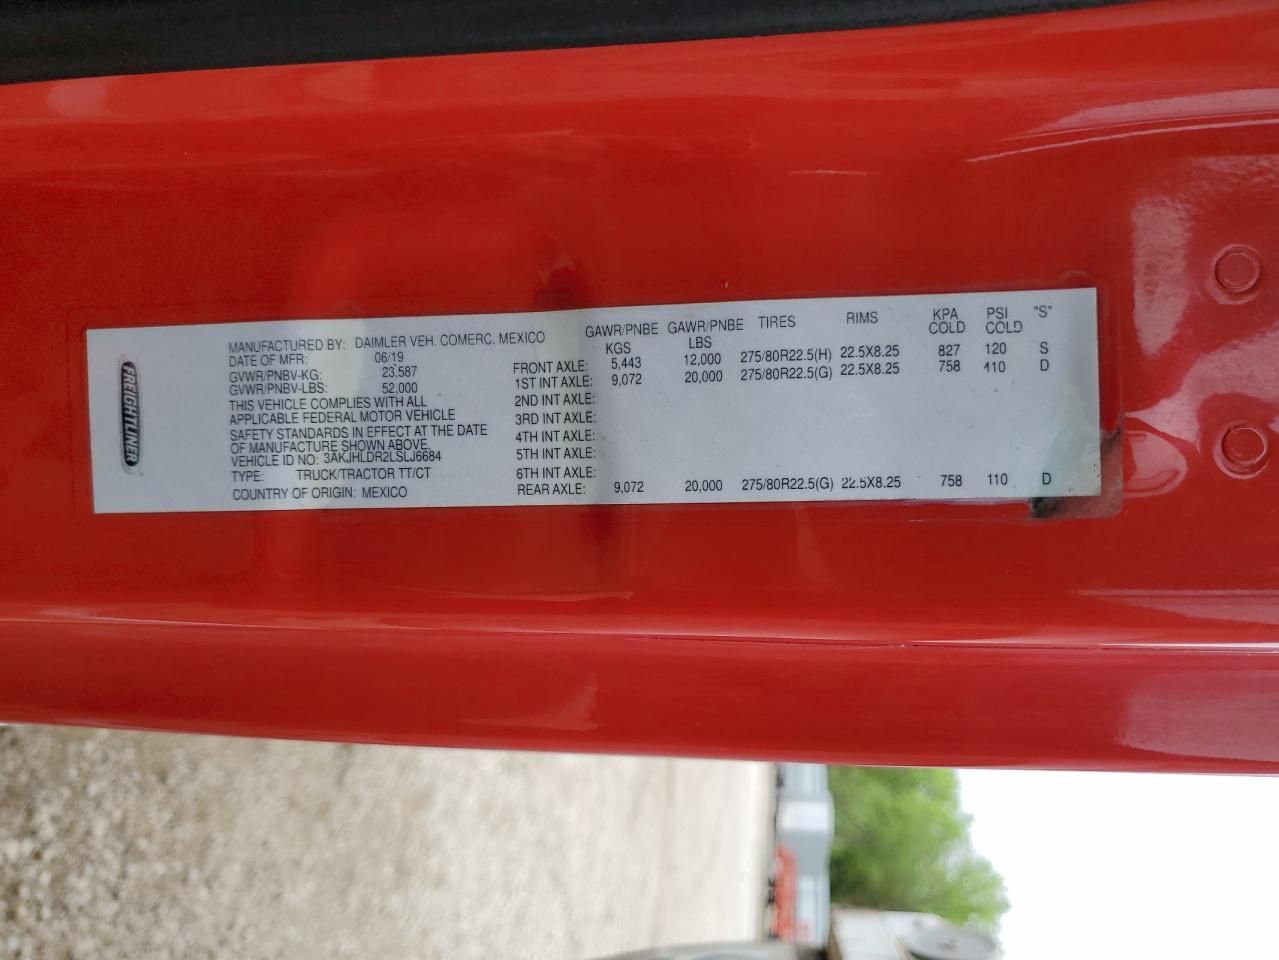 FREIGHTLINER
MANUFACTURED BY: DAIMLER VEH. COMERC. MEXICO
DATE OF MFR: 06/19
GVWR/PNBV-KG: 23,587
GVWR/PNBV-LBS: 52,000
THIS VEHICLE COMPLIES WITH ALL
APPLICABLE FEDERAL MOTOR VEHICLE
SAFETY STANDARDS IN EFFECT AT THE DATE
OF MANUFACTURE SHOWN ABOVE.
VEHICLE ID NO: 3AKJHLDR2LSLJ6684
TYPE: TRUCK/TRACTOR TT/CT
COUNTRY OF ORIGIN: MEXICO
GAWR/PNBE KGS GAWR/PNBE LBS TIRES RIMS KPA COLD PSI COLD "S"
FRONT AXLE: 5,443 12,000 275/80R22.5(H) 22.5X8.25 827 120 S
1ST INT AXLE: 9,072 20,000 275/80R22.5(G) 22.5X8.25 758 110 D
2ND INT AXLE:
3RD INT AXLE:
4TH INT AXLE:
5TH INT AXLE:
6TH INT AXLE:
REAR AXLE: 9,072 20,000 275/80R22.5(G) 22.5X8.25 758 110 D